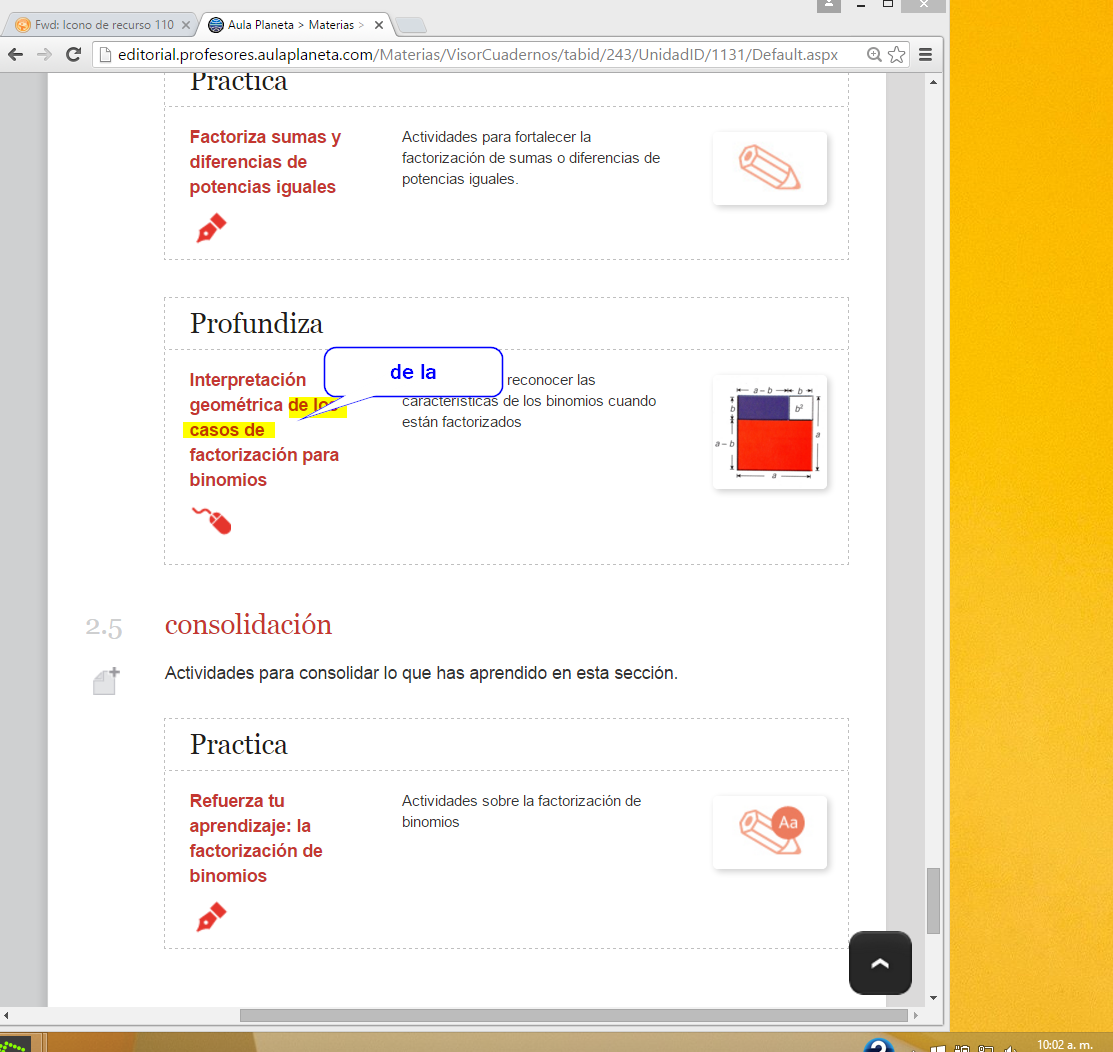 Fwd: Icono de recurso 110
Aula Planeta > Materias >
editorial.profesores.aulaplaneta.com/Materias/VisorCuadernos/tabid/243/UnidadID/1131/Default.aspx
Practica
Factoriza sumas y
diferencias de
potencias iguales
Actividades para fortalecer la
factorización de sumas o diferencias de
potencias iguales.
Profundiza
Interpretación
geométrica de los
casos de
factorización para
binomios
de la
reconocer las
características de los binomios cuando
están factorizados
a – b
b
b
b²
a – b
a
a
2.5
consolidación
Actividades para consolidar lo que has aprendido en esta sección.
Practica
Refuerza tu
aprendizaje: la
factorización de
binomios
Actividades sobre la factorización de
binomios
Aa
10:02 a. m.